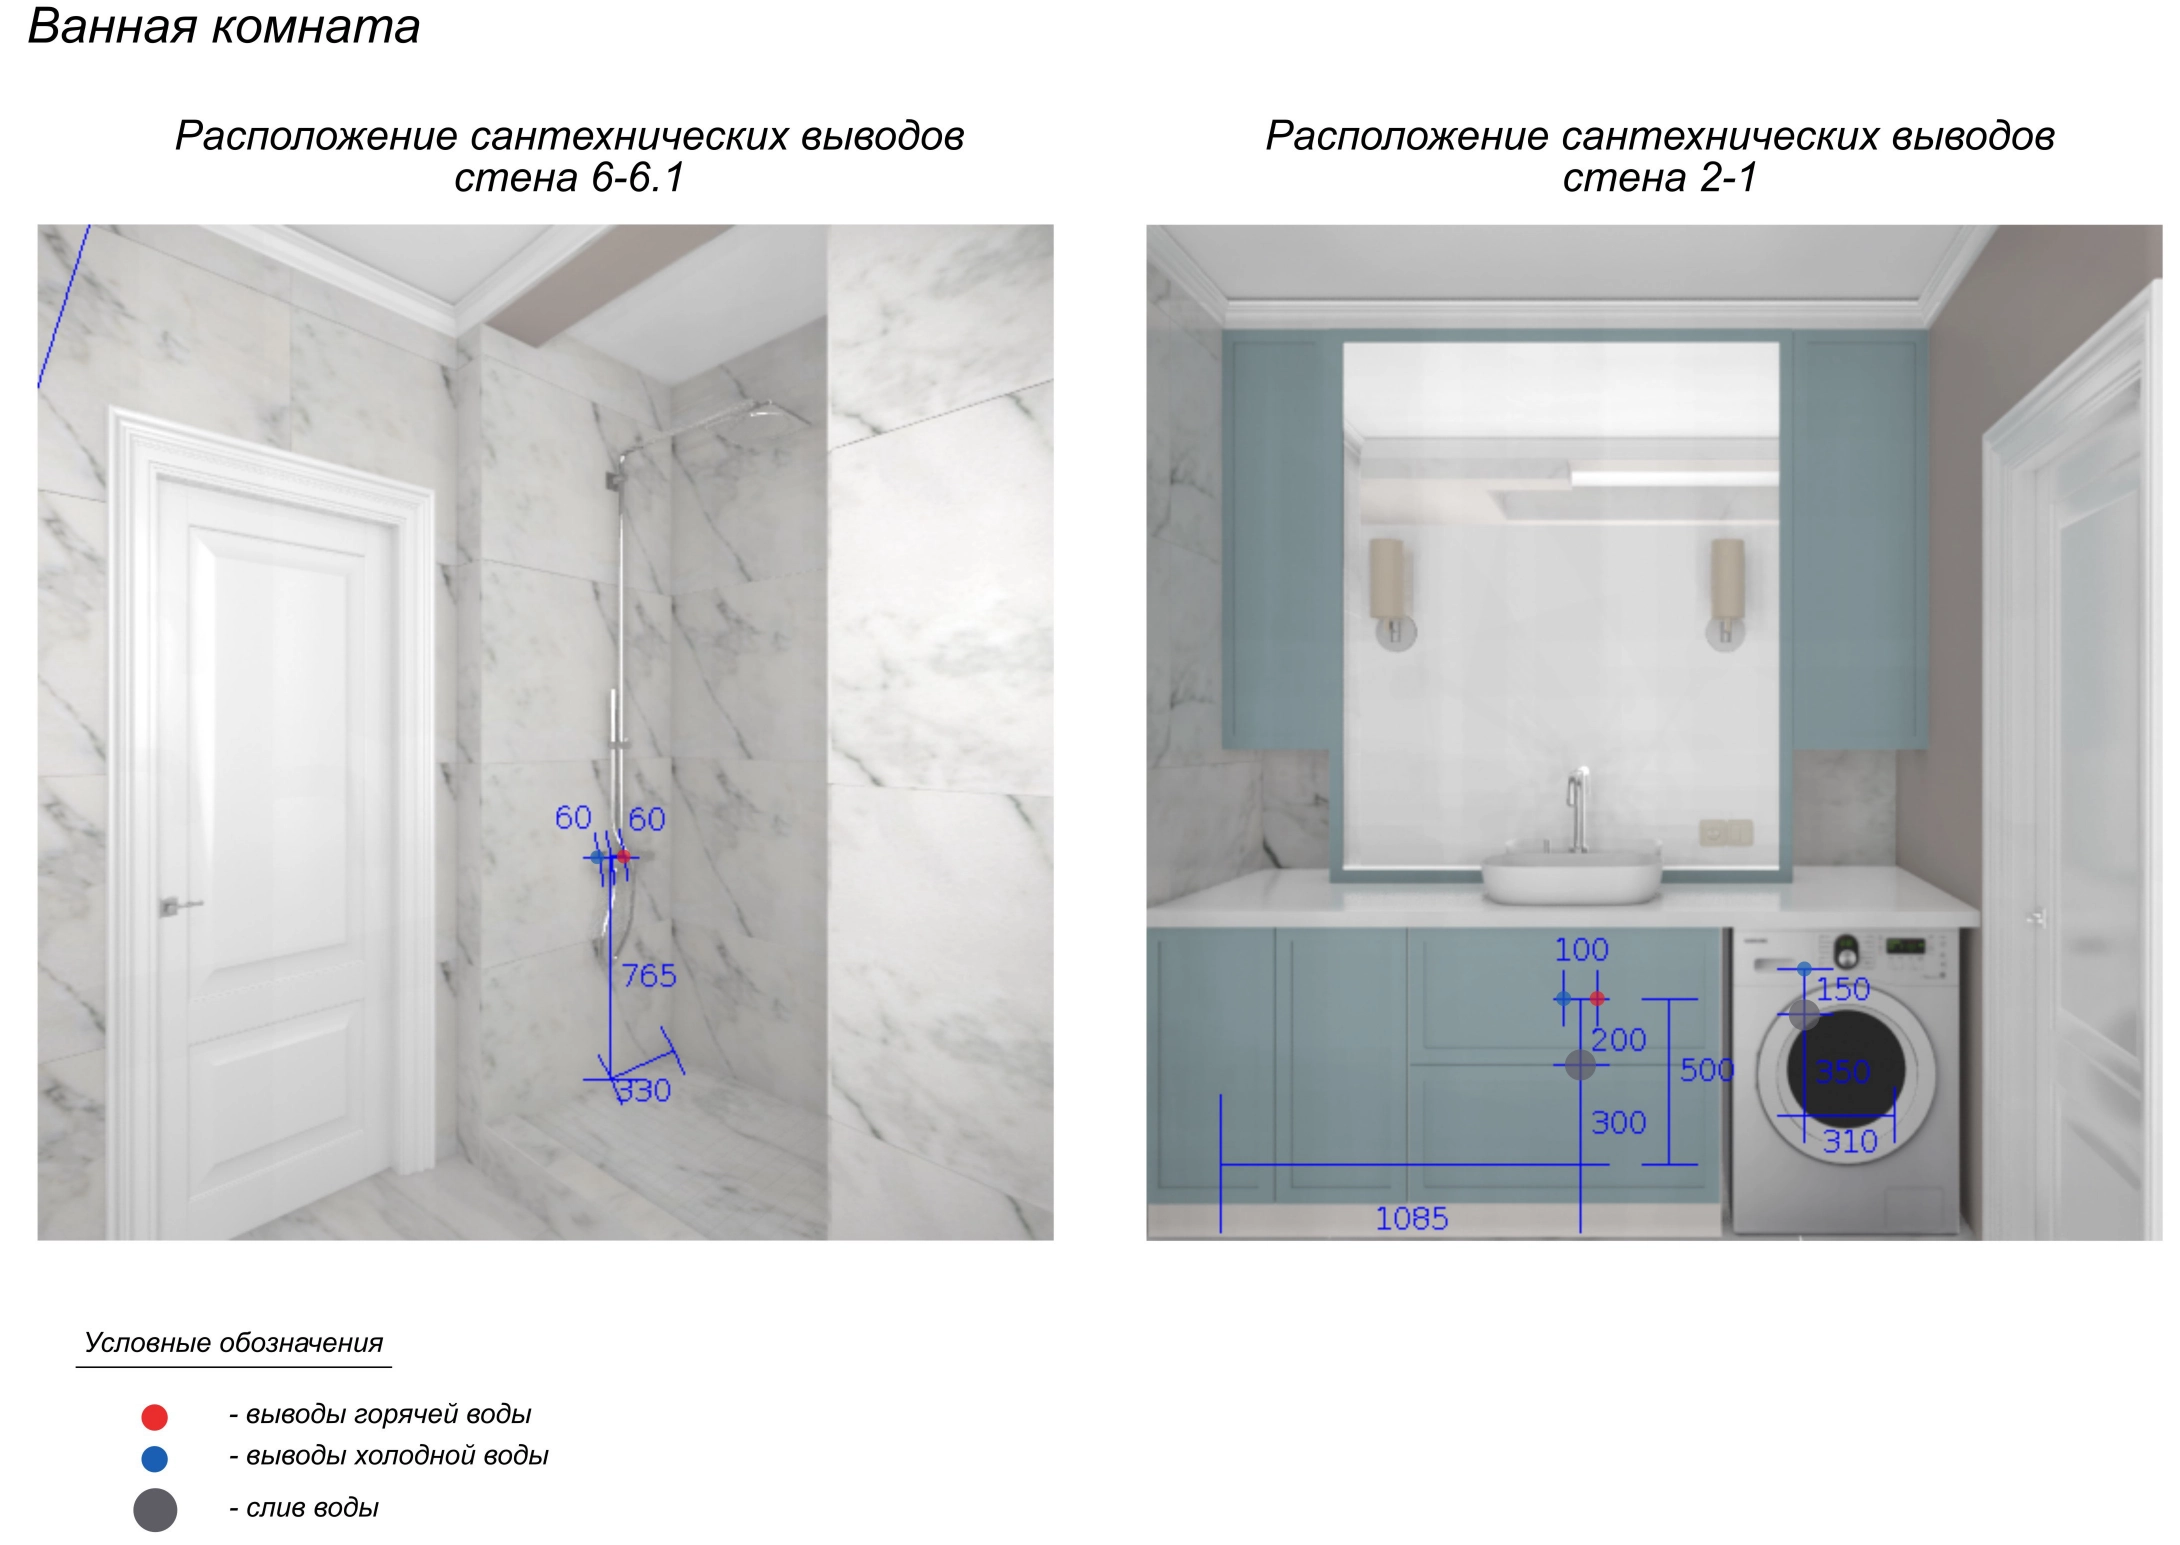 Ванная комната
Расположение сантехнических выводов
стена 6-6.1
60 60
765
330
Расположение сантехнических выводов
стена 2-1
100
150
200
500
350
300
310
1085
Условные обозначения
- выводы горячей воды
- выводы холодной воды
- слив воды